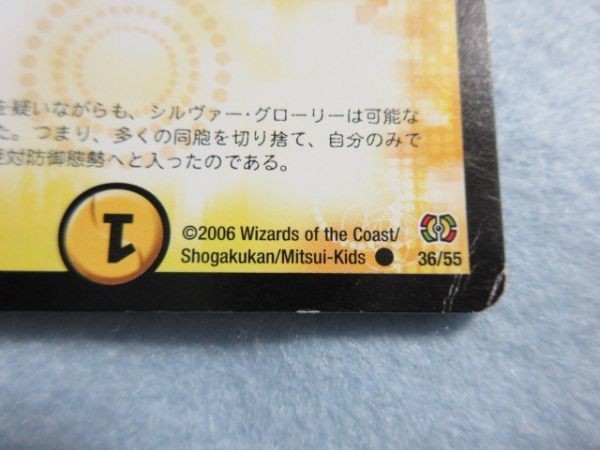 を疑いながらも、シルヴァー・グローリーは可能な
た。つまり、多くの同胞を切り捨て、自分のみで
絶対防御態勢へと入ったのである。
1
©2006 Wizards of the Coast/
Shogakukan/Mitsui-Kids ● 36/55